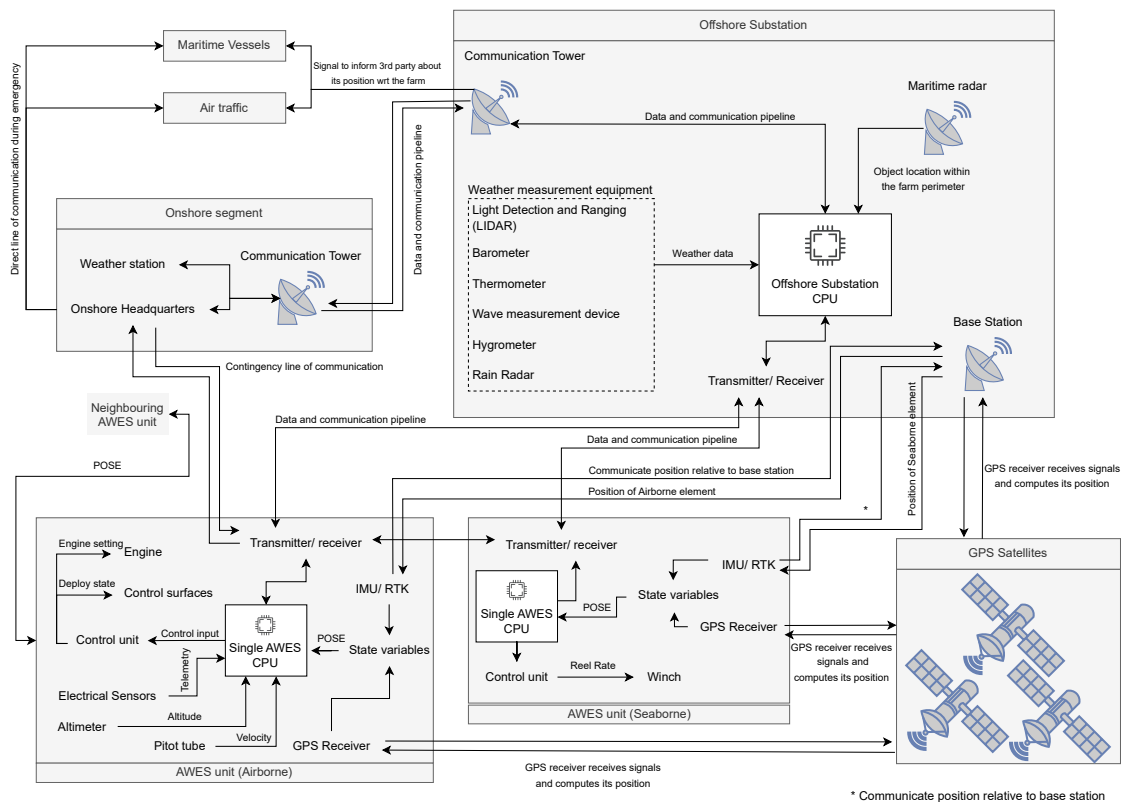 Offshore Substation
Maritime Vessels
Air traffic
Signal to inform 3rd party about
its position wrt the farm
Direct line of communication during emergency
Communication Tower
Data and communication pipeline
Maritime radar
Object location within
the farm perimeter
Data and communication pipeline
Weather measurement equipment
Light Detection and Ranging
(LIDAR)
Barometer
Thermometer
Wave measurement device
Hygrometer
Rain Radar
Weather data
Offshore Substation
CPU
Transmitter/ Receiver
Base Station
Onshore segment
Weather station
Communication Tower
Onshore Headquarters
Contingency line of communication
Neighbouring
AWES unit
POSE
Data and communication pipeline
Data and communication pipeline
Communicate position relative to base station
Position of Airborne element
Position of Seaborne element
*
GPS receiver receives signals
and computes its position
Transmitter/ receiver
Engine setting
Engine
Deploy state
Control surfaces
IMU/ RTK
Control unit
Control input
Single AWES
CPU
POSE
State variables
Telemetry
Electrical Sensors
Altimeter
Altitude
Pitot tube
Velocity
GPS Receiver
AWES unit (Airborne)
Transmitter/ receiver
IMU/ RTK
Single AWES
CPU
POSE
State variables
GPS Receiver
Control unit
Reel Rate
Winch
AWES unit (Seaborne)
GPS receiver receives
signals and
computes its position
GPS Satellites
GPS receiver receives signals
and computes its position
* Communicate position relative to base station